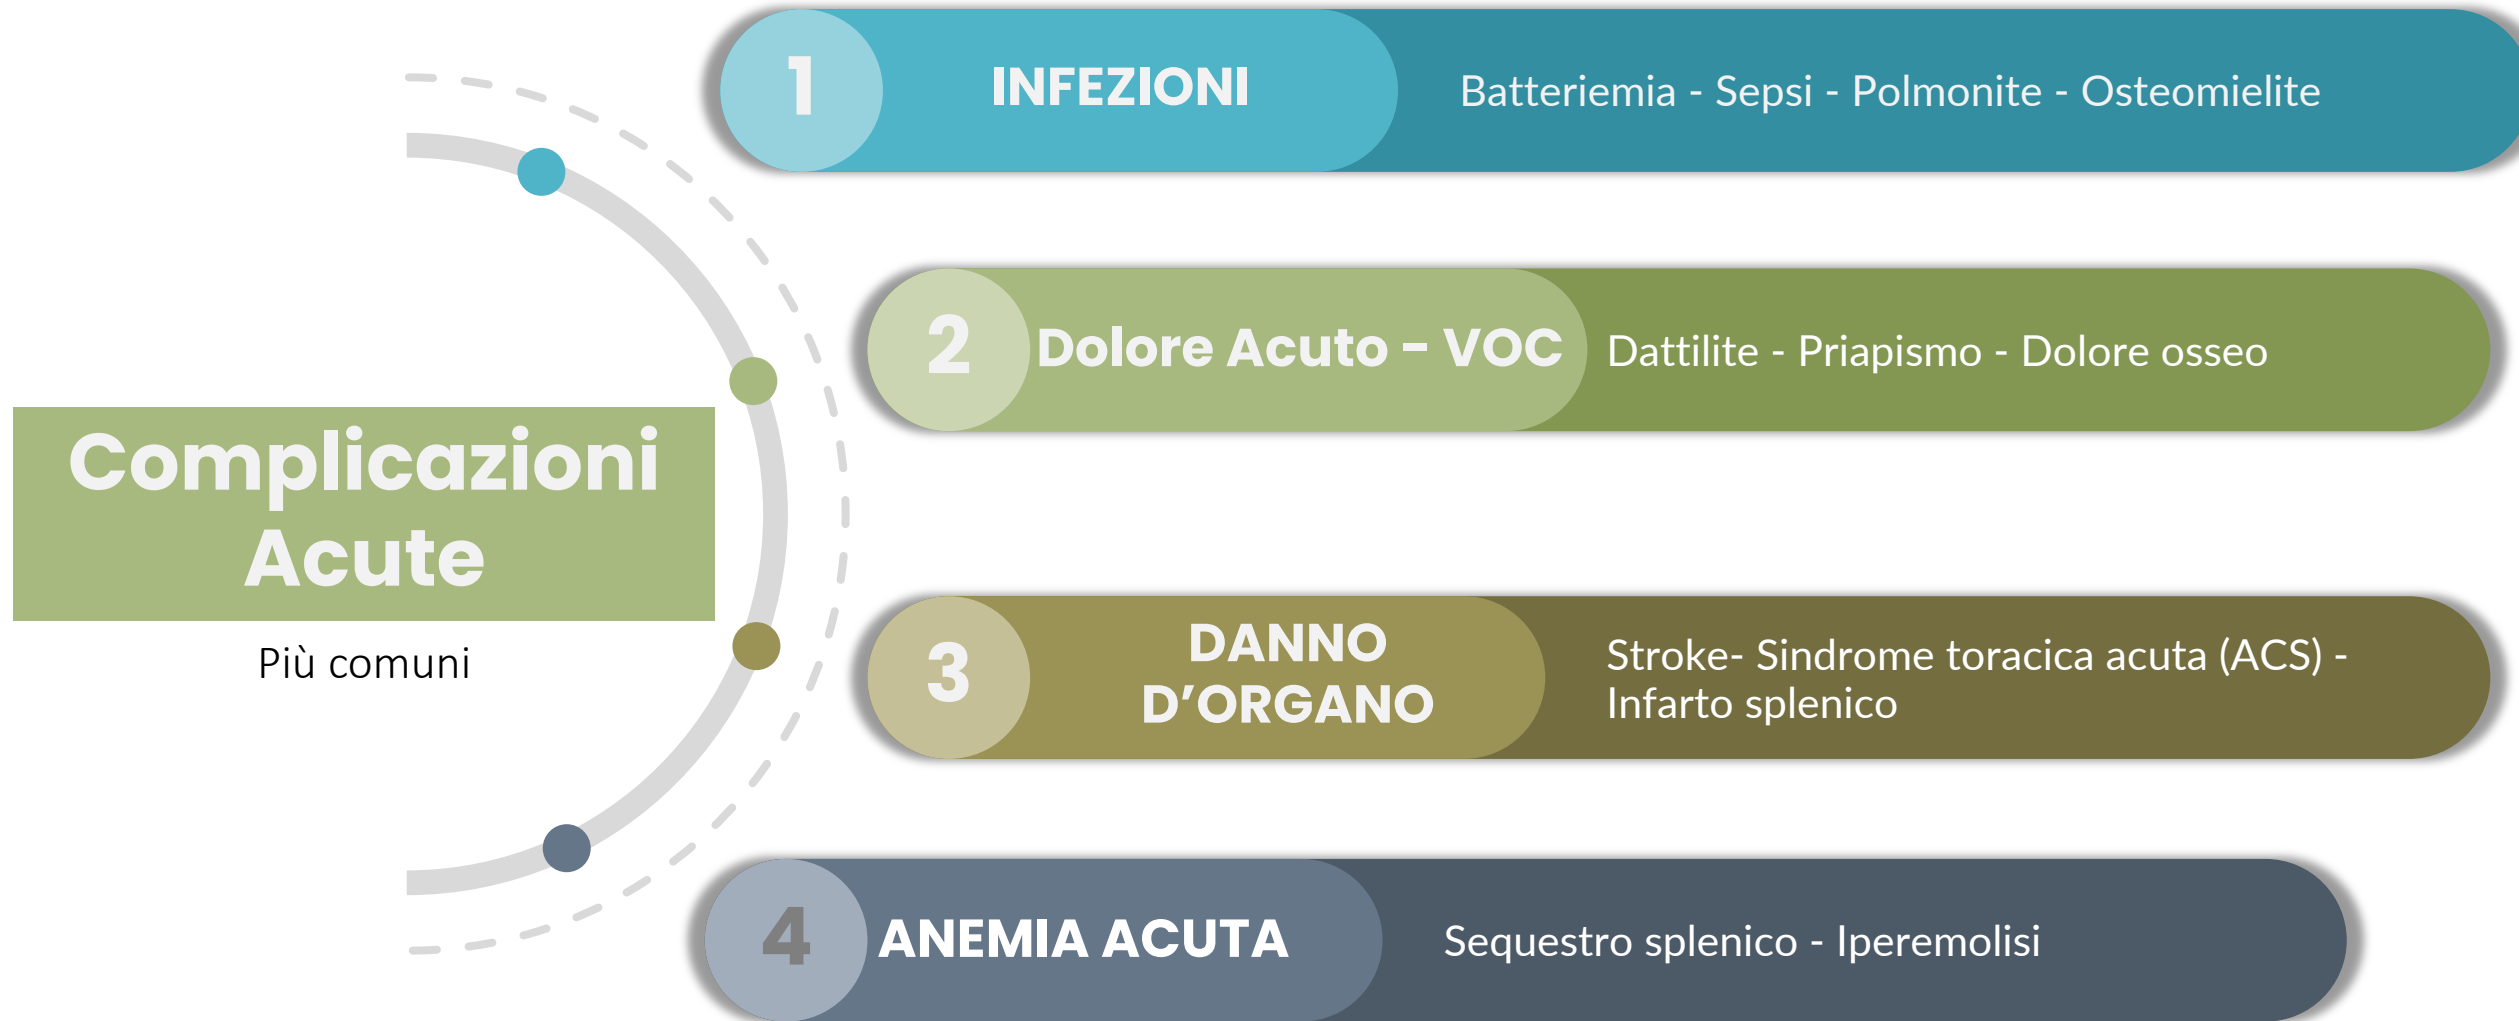 Complicazioni
Acute
Più comuni
1
INFEZIONI
Batteriemia - Sepsi - Polmonite - Osteomielite
2
Dolore Acuto - VOC
Dattilite - Priapismo - Dolore osseo
3
DANNO
D’ORGANO
Stroke- Sindrome toracica acuta (ACS) -
Infarto splenico
4
ANEMIA ACUTA
Sequestro splenico - Iperemolisi